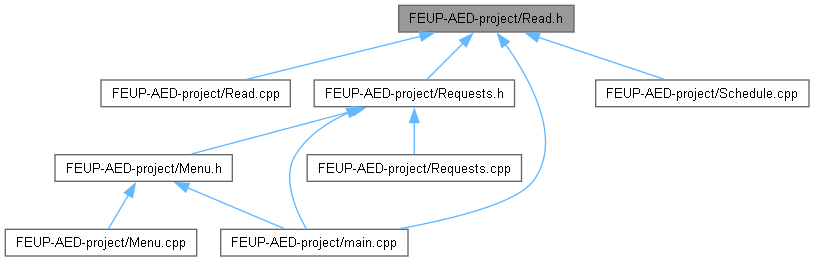 FEUP-AED-project/Read.h
FEUP-AED-project/Read.cpp
FEUP-AED-project/Requests.h
FEUP-AED-project/Schedule.cpp
FEUP-AED-project/Menu.h
FEUP-AED-project/Requests.cpp
FEUP-AED-project/Menu.cpp
FEUP-AED-project/main.cpp